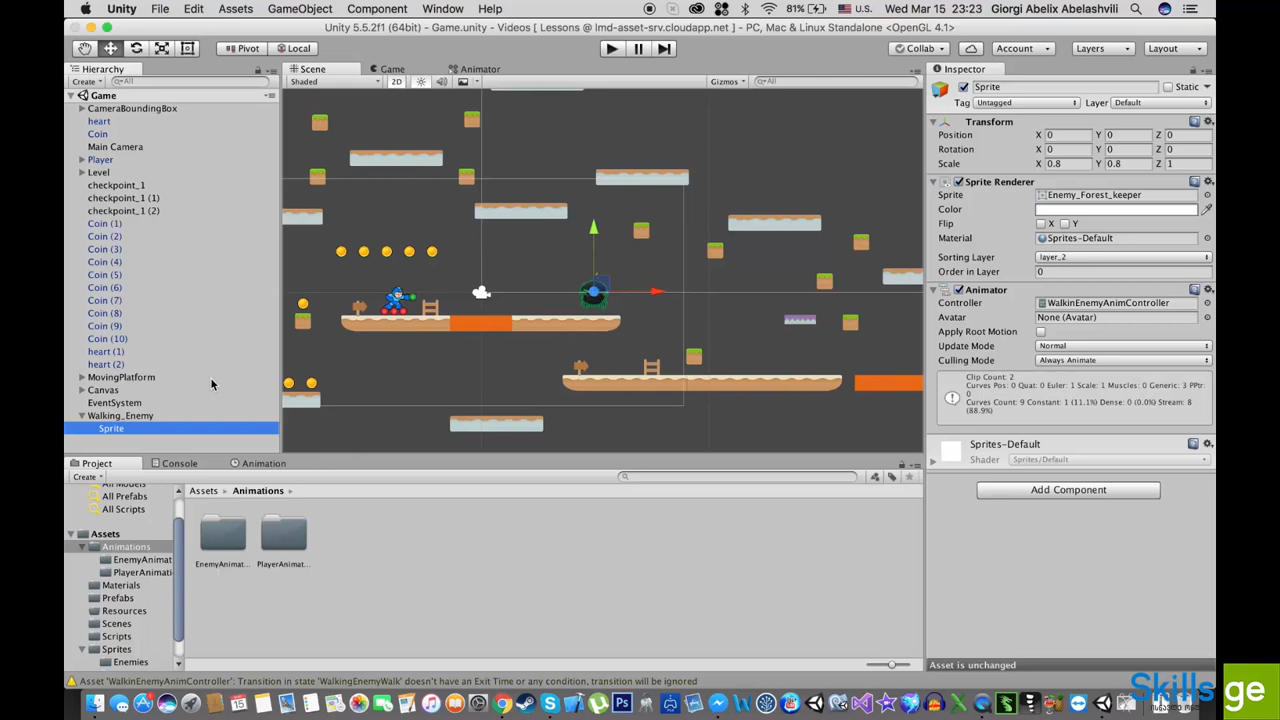 Unity File Edit Assets GameObject Component Window Help 81% U.S. Wed Mar 15 23:23 Giorgi Abelix Abelashvili
Unity 5.5.2f1 (64bit) - Game.unity - Videos [ Lessons @ lmd-asset-srv.cloudapp.net ] - PC, Mac & Linux Standalone <OpenGL 4.1>
Pivot Local Collab Account Layers Layout
Hierarchy Scene Game Animator Inspector
Create All Shaded 2D Gizmos All
Game
CameraBoundingBox
heart
Coin
Main Camera
Player
Level
checkpoint_1
checkpoint_1 (1)
checkpoint_1 (2)
Coin (1)
Coin (2)
Coin (3)
Coin (4)
Coin (5)
Coin (6)
Coin (7)
Coin (8)
Coin (9)
Coin (10)
heart (1)
heart (2)
MovingPlatform
Canvas
EventSystem
Walking_Enemy
Sprite
Sprite Static
Tag Untagged Layer Default
Transform
Position X 0 Y 0 Z 0
Rotation X 0 Y 0 Z 0
Scale X 0.8 Y 0.8 Z 1
Sprite Renderer
Sprite Enemy_Forest_keeper
Color
Flip X Y
Material Sprites-Default
Sorting Layer layer_2
Order in Layer 0
Animator
Controller WalkinEnemyAnimController
Avatar None (Avatar)
Apply Root Motion
Update Mode Normal
Culling Mode Always Animate
Clip Count: 2
Curves Pos: 0 Quat: 0 Euler: 1 Scale: 1 Muscles: 0 Generic: 3 PPtr:
0
Curves Count: 9 Constant: 1 (11.1%) Dense: 0 (0.0%) Stream: 8
(88.9%)
Sprites-Default
Shader Sprites/Default
Add Component
Asset is unchanged
Project Console Animation
Create
All Models
All Prefabs
All Scripts
Assets
Animations
EnemyAnimat
PlayerAnimati
Materials
Prefabs
Resources
Scenes
Scripts
Sprites
Enemies
Assets Animations
EnemyAnimat... PlayerAnimat...
Asset 'WalkinEnemyAnimController': Transition in state 'WalkingEnemyWalk' doesn't have an Exit Time or any condition, transition will be ignored
Skills ge